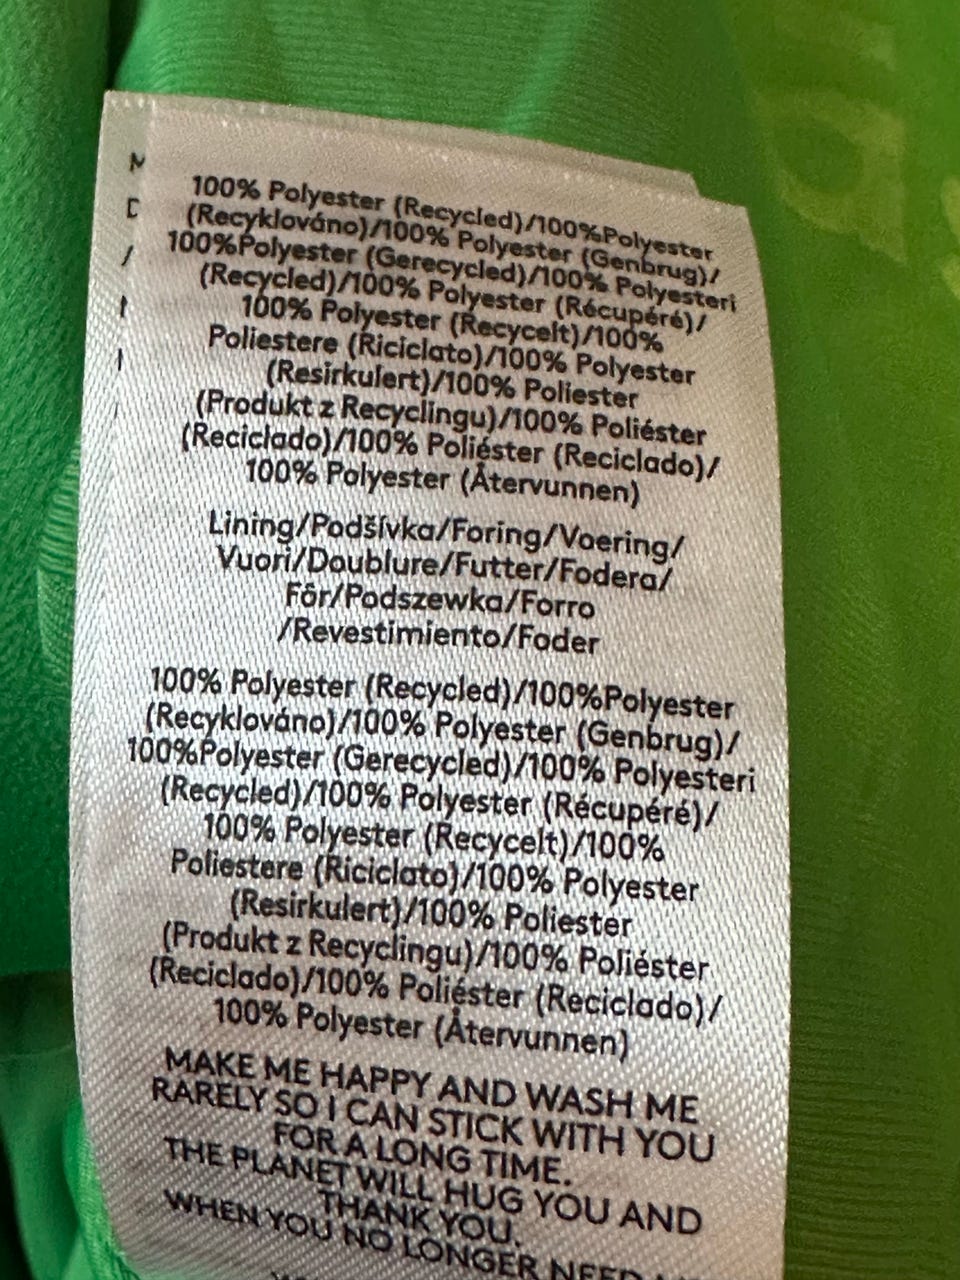 100% Polyester (Recycled)/100%Polyester
(Recyklováno)/100% Polyester (Genbrug)/
100%Polyester (Gerecycled)/100% Polyesteri
(Recycled)/100% Polyester (Récupéré)/
100% Polyester (Recycelt)/100%
Poliestere (Riciclato)/100% Polyester
(Resirkulert)/100% Poliester
(Produkt z Recyclingu)/100% Poliéster
(Reciclado)/100% Poliéster (Reciclado)/
100% Polyester (Återvunnen)
Lining/Podšívka/Foring/Voering/
Vuori/Doublure/Futter/Fodera/
Fôr/Podszewka/Forro
/Revestimiento/Foder
100% Polyester (Recycled)/100%Polyester
(Recyklováno)/100% Polyester (Genbrug)/
100%Polyester (Gerecycled)/100% Polyesteri
(Recycled)/100% Polyester (Récupéré)/
100% Polyester (Recycelt)/100%
Poliestere (Riciclato)/100% Polyester
(Resirkulert)/100% Poliester
(Produkt z Recyclingu)/100% Poliéster
(Reciclado)/100% Poliéster (Reciclado)/
100% Polyester (Återvunnen)
MAKE ME HAPPY AND WASH ME
RARELY SO I CAN STICK WITH YOU
FOR A LONG TIME.
THE PLANET WILL HUG YOU AND
THANK YOU.
WHEN YOU NO LONGER NEED